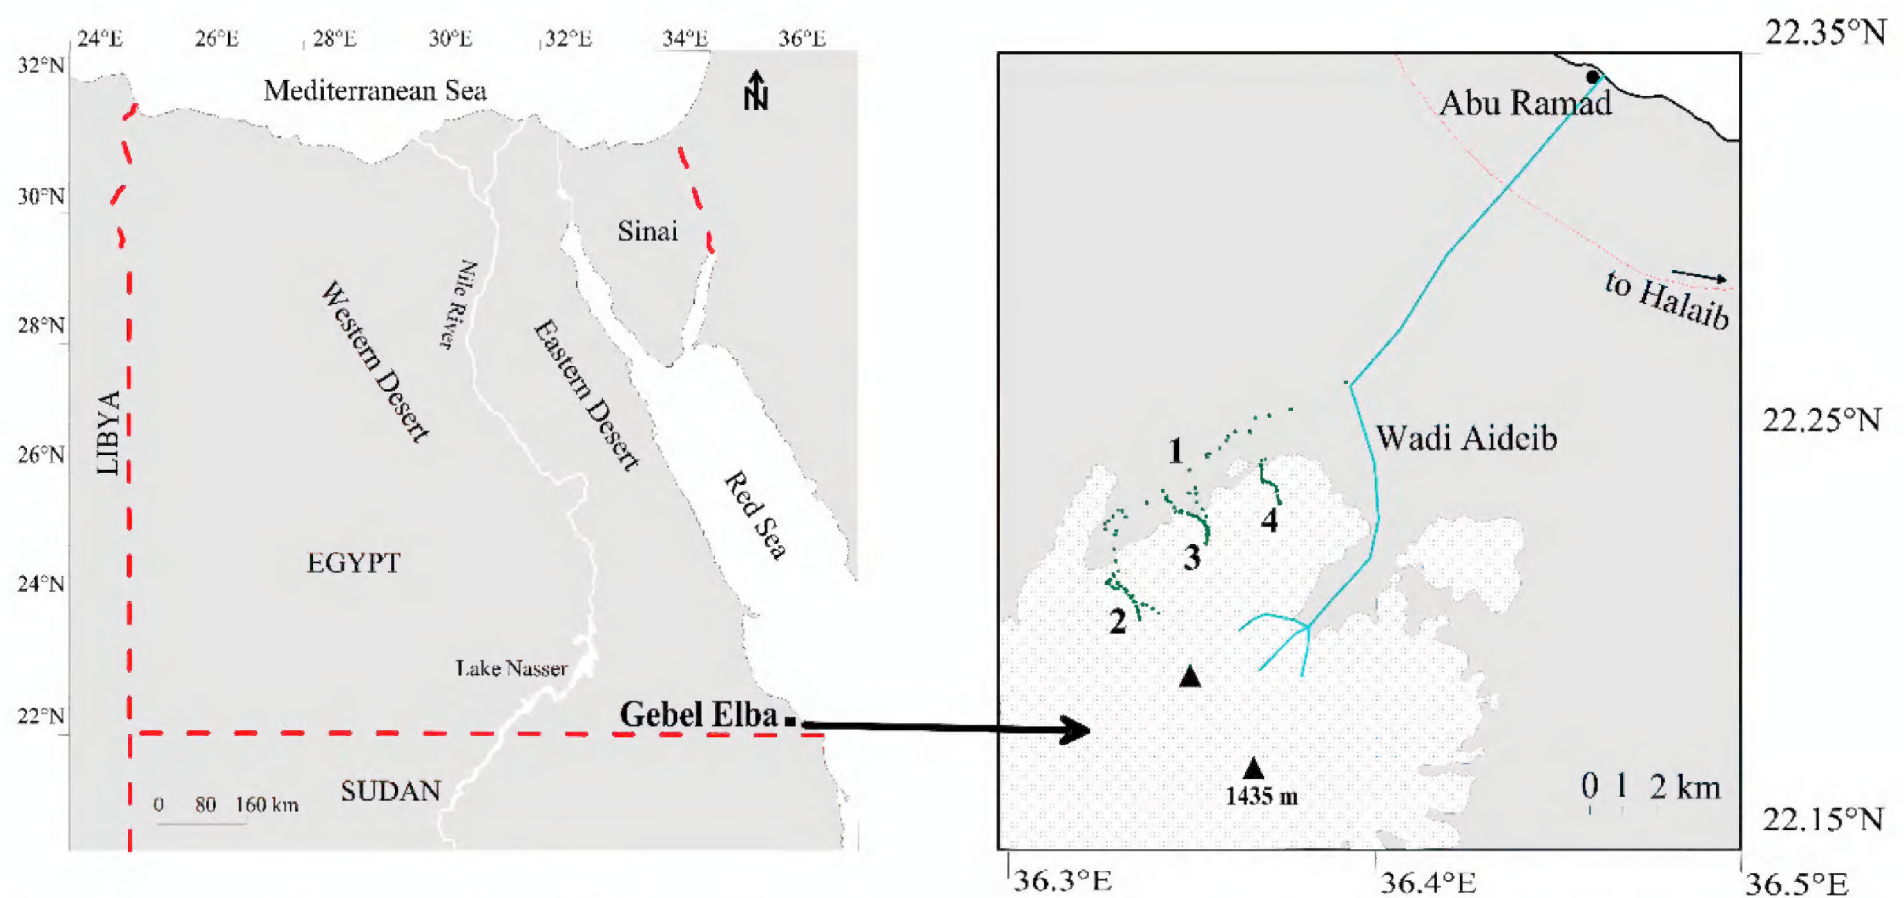 24°E 26°E 28°E 30°E 32°E 34°E 36°E
32°N
30°N
28°N
26°N
24°N
22°N
Mediterranean Sea
N
Sinai
Nile River
Western Desert
Eastern Desert
LIBYA
Red Sea
EGYPT
Lake Nasser
Gebel Elba
SUDAN
0 80 160 km
22.35°N
Abu Ramad
to Halaib
22.25°N
Wadi Aideib
1
4
3
2
1435 m
0 1 2 km
22.15°N
36.3°E 36.4°E 36.5°E